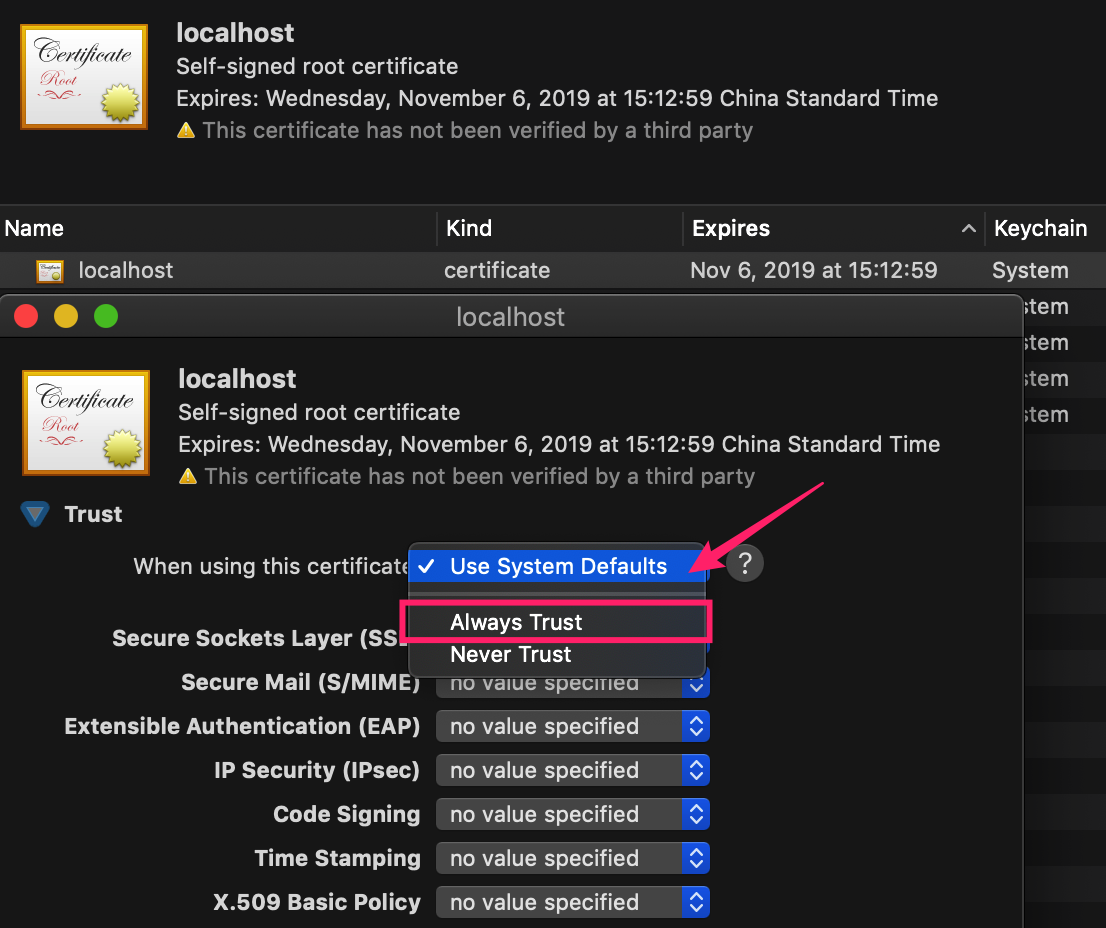 Certificate
Root
localhost
Self-signed root certificate
Expires: Wednesday, November 6, 2019 at 15:12:59 China Standard Time
This certificate has not been verified by a third party
Name Kind Expires Keychain
localhost certificate Nov 6, 2019 at 15:12:59 System
localhost
stem
stem
stem
stem
Certificate
Root
localhost
Self-signed root certificate
Expires: Wednesday, November 6, 2019 at 15:12:59 China Standard Time
This certificate has not been verified by a third party
Trust
When using this certificate Use System Defaults ?
Always Trust
Secure Sockets Layer (SSL
Never Trust
Secure Mail (S/MIME) no value specified
Extensible Authentication (EAP) no value specified
IP Security (IPsec) no value specified
Code Signing no value specified
Time Stamping no value specified
X.509 Basic Policy no value specified